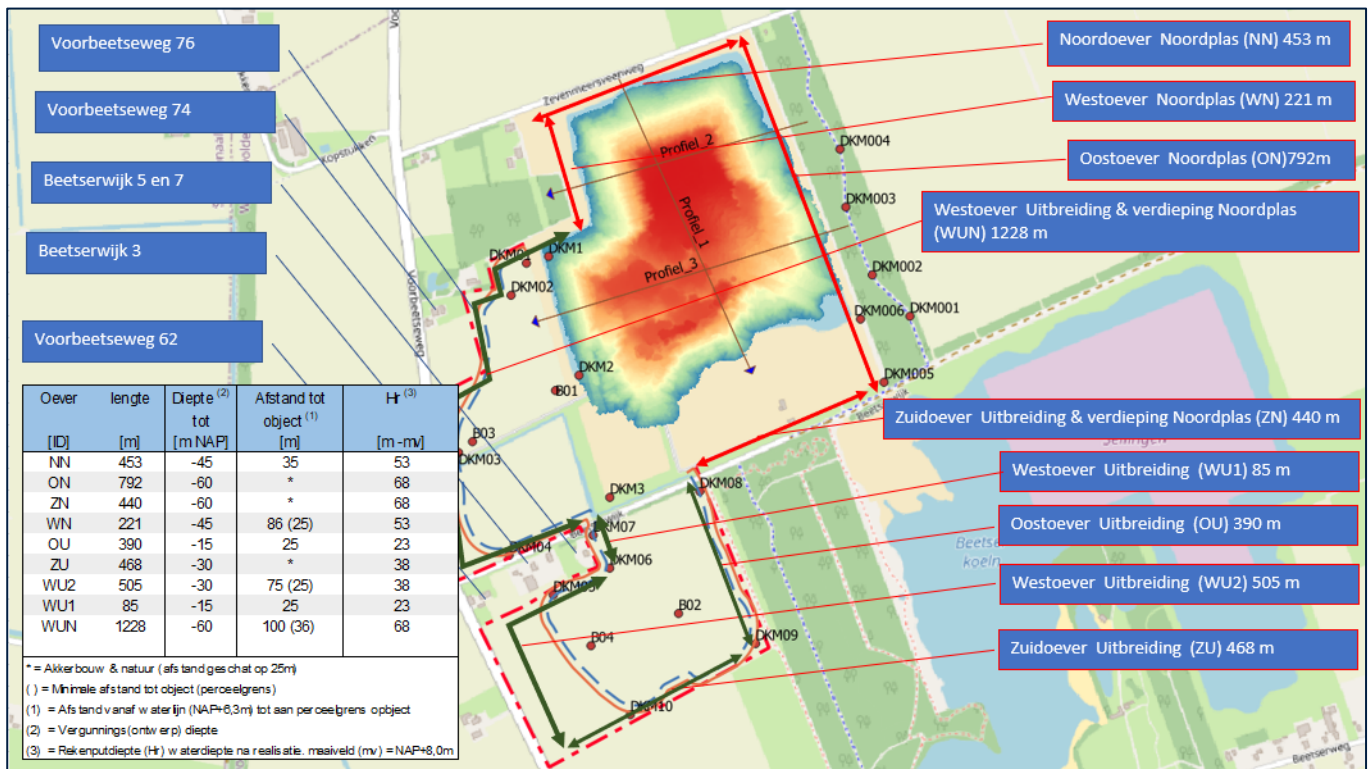 Voorbeetseweg 76
Voorbeetseweg 74
Beetserwijk 5 en 7
Beetserwijk 3
Voorbeetseweg 62
Noordoever Noordplas (NN) 453 m
Westoever Noordplas (WN) 221 m
Oostoever Noordplas (ON)792m
Westoever Uitbreiding & verdieping Noordplas
(WUN) 1228 m
Zuidoever Uitbreiding & verdieping Noordplas (ZN) 440 m
Westoever Uitbreiding (WU1) 85 m
Oostoever Uitbreiding (OU) 390 m
Westoever Uitbreiding (WU2) 505 m
Zuidoever Uitbreiding (ZU) 468 m
Zevenmeersveenweg
Kopstukken
Voorbeetseweg
Profiel_2
Profiel_1
Profiel_3
DKM004
DKM003
DKM002
DKM001
DKM006
DKM005
DKM01
DKM1
DKM02
DKM2
B01
B03
DKM03
DKM3
DKM08
DKM07
DKM04
DKM06
DKM05
B02
B04
DKM09
DKM10
Sellingen
Beetse
koeln
Beetserweg
Oever lengte Diepte (2) Afstand tot Hr (3)
tot object (1)
[ID] [m] [m NAP] [m] [m -mv]
NN 453 -45 35 53
ON 792 -60 * 68
ZN 440 -60 * 68
WN 221 -45 86 (25) 53
OU 390 -15 25 23
ZU 468 -30 * 38
WU2 505 -30 75 (25) 38
WU1 85 -15 25 23
WUN 1228 -60 100 (36) 68
* = Akkerbouw & natuur (afstand geschat op 25m)
( ) = Minimale afstand tot object (perceelgrens)
(1) = Afstand vanaf waterlijn (NAP+6,3m) tot aan perceelgrens opbject
(2) = Vergunnings(ontwerp) diepte
(3) = Rekenputdiepte (Hr) waterdiepte na realisatie. maaiveld (mv) = NAP+8,0m